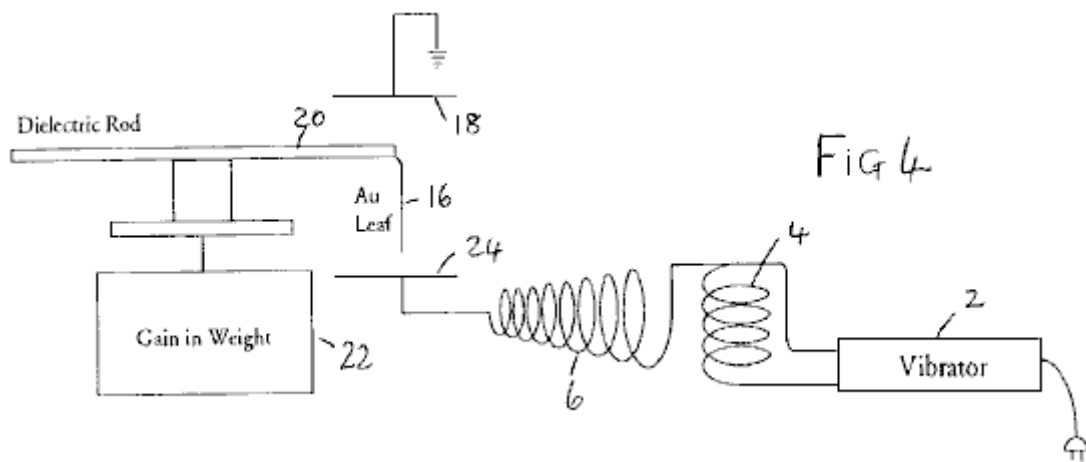 18
Dielectric Rod
20
FiG 4
Au
Leaf
16
24
4
2
Gain in Weight
22
6
Vibrator